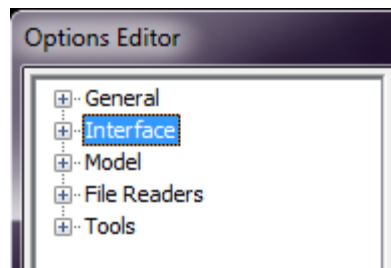 Options Editor
General
Interface
Model
File Readers
Tools